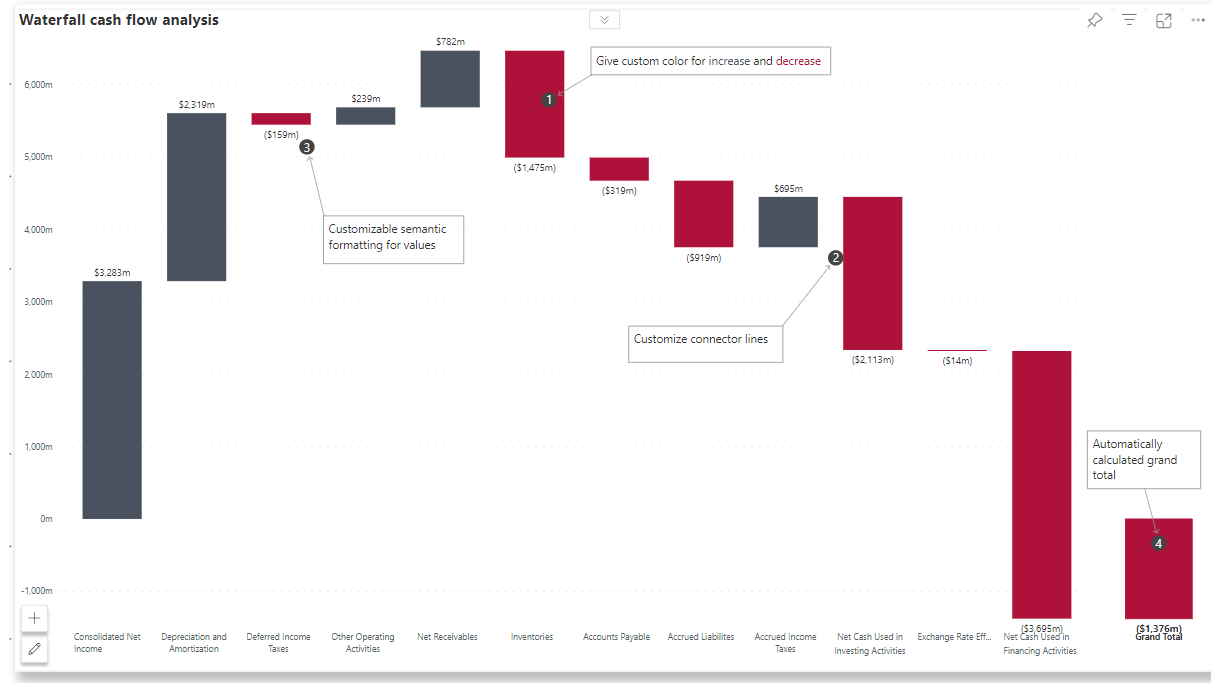 Waterfall cash flow analysis
$782m
Give custom color for increase and decrease
6,000m
$2,319m
$239m
1
($159m)
3
5,000m
($1,475m)
($319m)
$695m
Customizable semantic
formatting for values
4,000m
($919m)
2
$3,283m
3,000m
Customize connector lines
($2,113m)
($14m)
2,000m
1,000m
Automatically
calculated grand
total
0m
4
-1,000m
($3,695m)
($1,376m)
Consolidated Net
Income
Depreciation and
Amortization
Deferred Income
Taxes
Other Operating
Activities
Net Receivables
Inventories
Accounts Payable
Accrued Liabilites
Accrued Income
Taxes
Net Cash Used in
Investing Activities
Exchange Rate Eff...
Net Cash Used in
Financing Activities
Grand Total